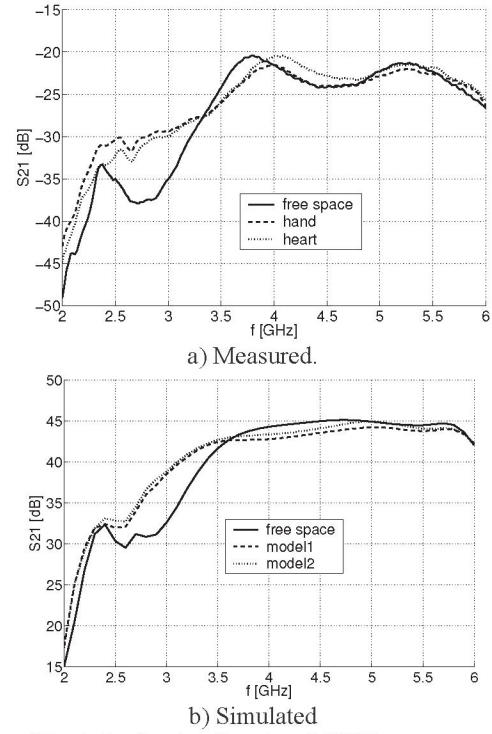 −15
−20
−25
−30
−35
−40
−45
−50
S21 [dB]
free space
hand
heart
2 2.5 3 3.5 4 4.5 5 5.5 6
f [GHz]
a) Measured.
50
45
40
35
30
25
20
15
S21 [dB]
free space
model1
model2
2 2.5 3 3.5 4 4.5 5 5.5 6
f [GHz]
b) Simulated